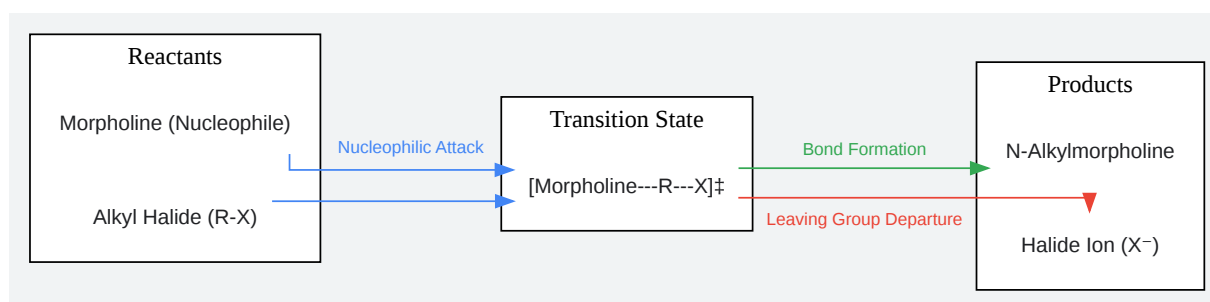 Reactants
Morpholine (Nucleophile)
Alkyl Halide (R-X)
Nucleophilic Attack
Transition State
[Morpholine---R---X]‡
Bond Formation
Leaving Group Departure
Products
N-Alkylmorpholine
Halide Ion (X⁻)